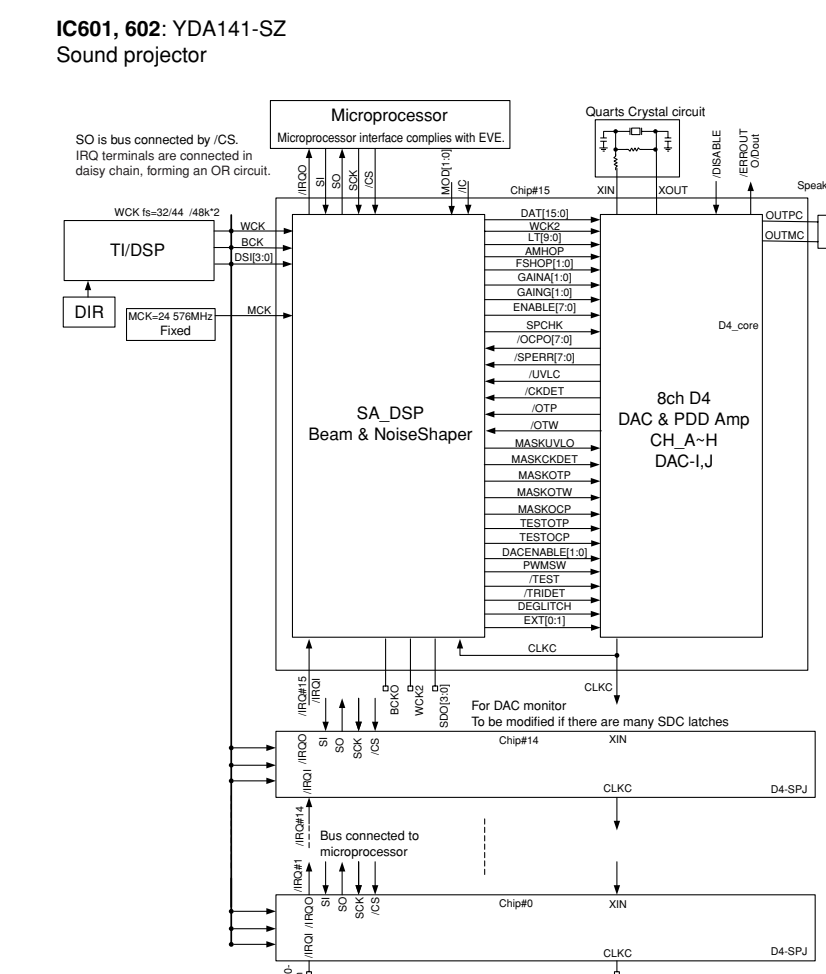 IC601, 602: YDA141-SZ
Sound projector
Microprocessor
Microprocessor interface complies with EVE.
Quarts Crystal circuit
SO is bus connected by /CS.
IRQ terminals are connected in
daisy chain, forming an OR circuit.
/IRQO
SI
SO
SCK
/CS
MOD[1:0]
/IC
Chip#15
XIN
XOUT
/DISABLE
/ERROUT
O/Dout
Speak
WCK fs=32/44 /48k*2
TI/DSP
WCK
BCK
DSI[3:0]
DIR
MCK=24 576MHz
Fixed
MCK
SA_DSP
Beam & NoiseShaper
DAT[15:0]
WCK2
LT[9:0]
AMHOP
FSHOP[1:0]
GAINA[1:0]
GAING[1:0]
ENABLE[7:0]
SPCHK
/OCPO[7:0]
/SPERR[7:0]
/UVLC
/CKDET
/OTP
/OTW
MASKUVLO
MASKCKDET
MASKOTP
MASKOTW
MASKOCP
TESTOTP
TESTOCP
DACENABLE[1:0]
PWMSW
/TEST
/TRIDET
DEGLITCH
EXT[0:1]
CLKC
D4_core
8ch D4
DAC & PDD Amp
CH_A~H
DAC-I,J
OUTPC
OUTMC
/IRQ#15
/IRQI
BCKO
WCK2
SDO[3:0]
CLKC
For DAC monitor
To be modified if there are many SDC latches
/IRQO
SI
SO
SCK
/CS
Chip#14
XIN
/IRQI
CLKC
D4-SPJ
/IRQ#14
Bus connected to
microprocessor
/IRQ#1
/IRQO
SI
SO
SCK
/CS
Chip#0
XIN
/IRQI
CLKC
D4-SPJ